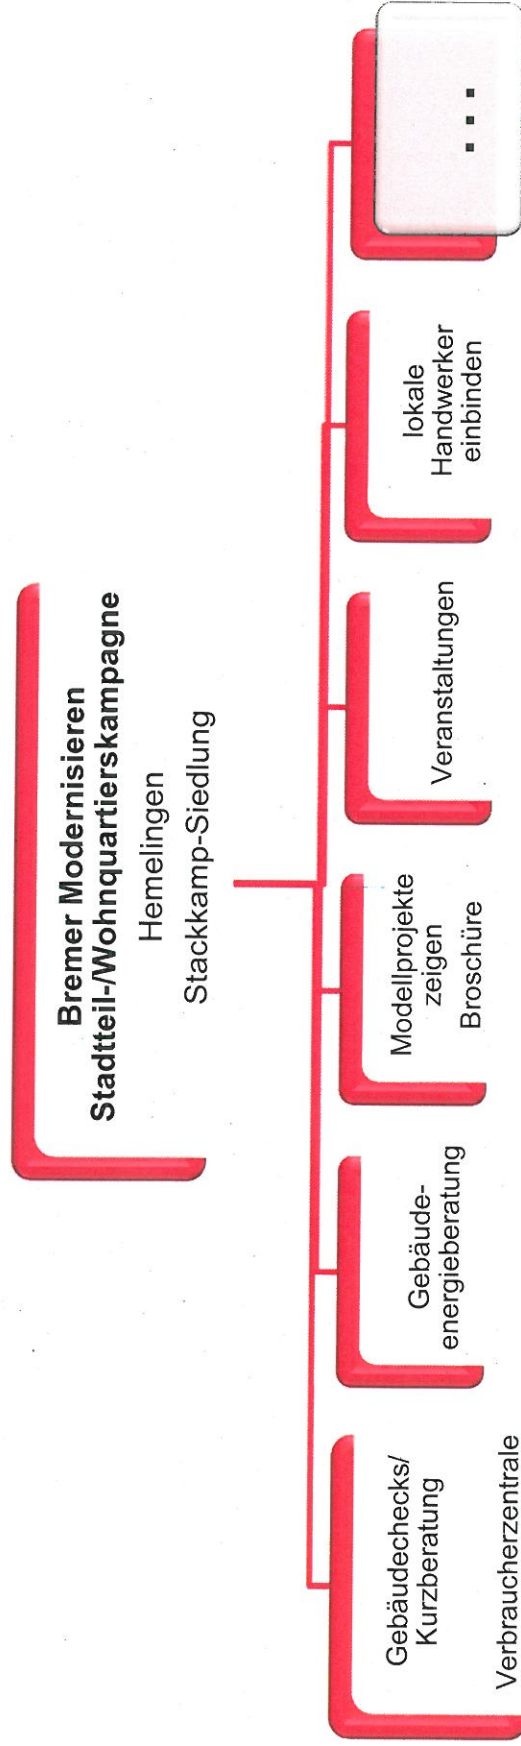 Bremer Modernisieren
Stadtteil-/Wohnquartierskampagne
Hemelingen
Stackkamp-Siedlung
Gebäudechecks/
Kurzberatung
Verbraucherzentrale
Gebäude-
energieberatung
Modellprojekte
zeigen
Broschüre
Veranstaltungen
lokale
Handwerker
einbinden
...